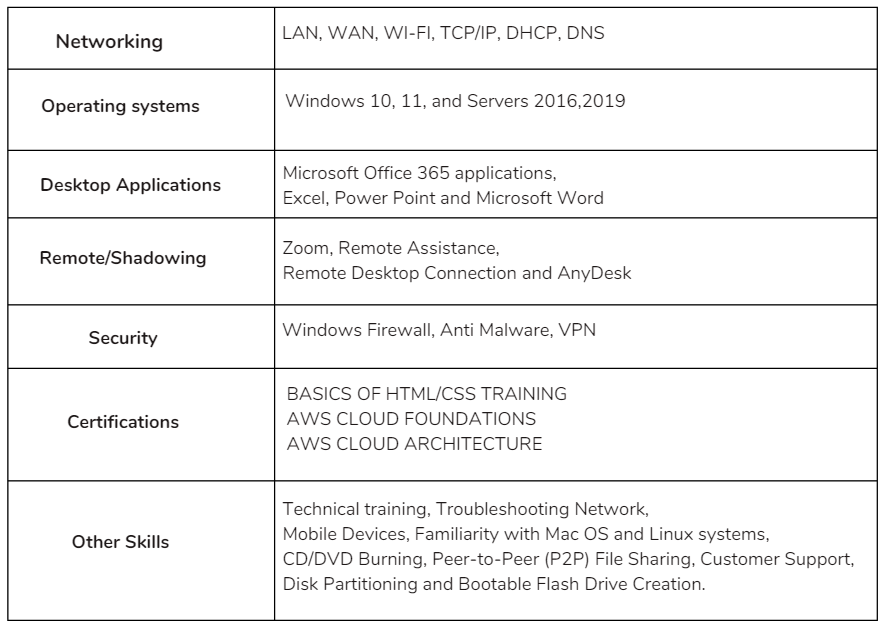 Networking
LAN, WAN, WI-FI, TCP/IP, DHCP, DNS
Operating systems
Windows 10, 11, and Servers 2016,2019
Desktop Applications
Microsoft Office 365 applications,
Excel, Power Point and Microsoft Word
Remote/Shadowing
Zoom, Remote Assistance,
Remote Desktop Connection and AnyDesk
Security
Windows Firewall, Anti Malware, VPN
Certifications
BASICS OF HTML/CSS TRAINING
AWS CLOUD FOUNDATIONS
AWS CLOUD ARCHITECTURE
Other Skills
Technical training, Troubleshooting Network,
Mobile Devices, Familiarity with Mac OS and Linux systems,
CD/DVD Burning, Peer-to-Peer (P2P) File Sharing, Customer Support,
Disk Partitioning and Bootable Flash Drive Creation.